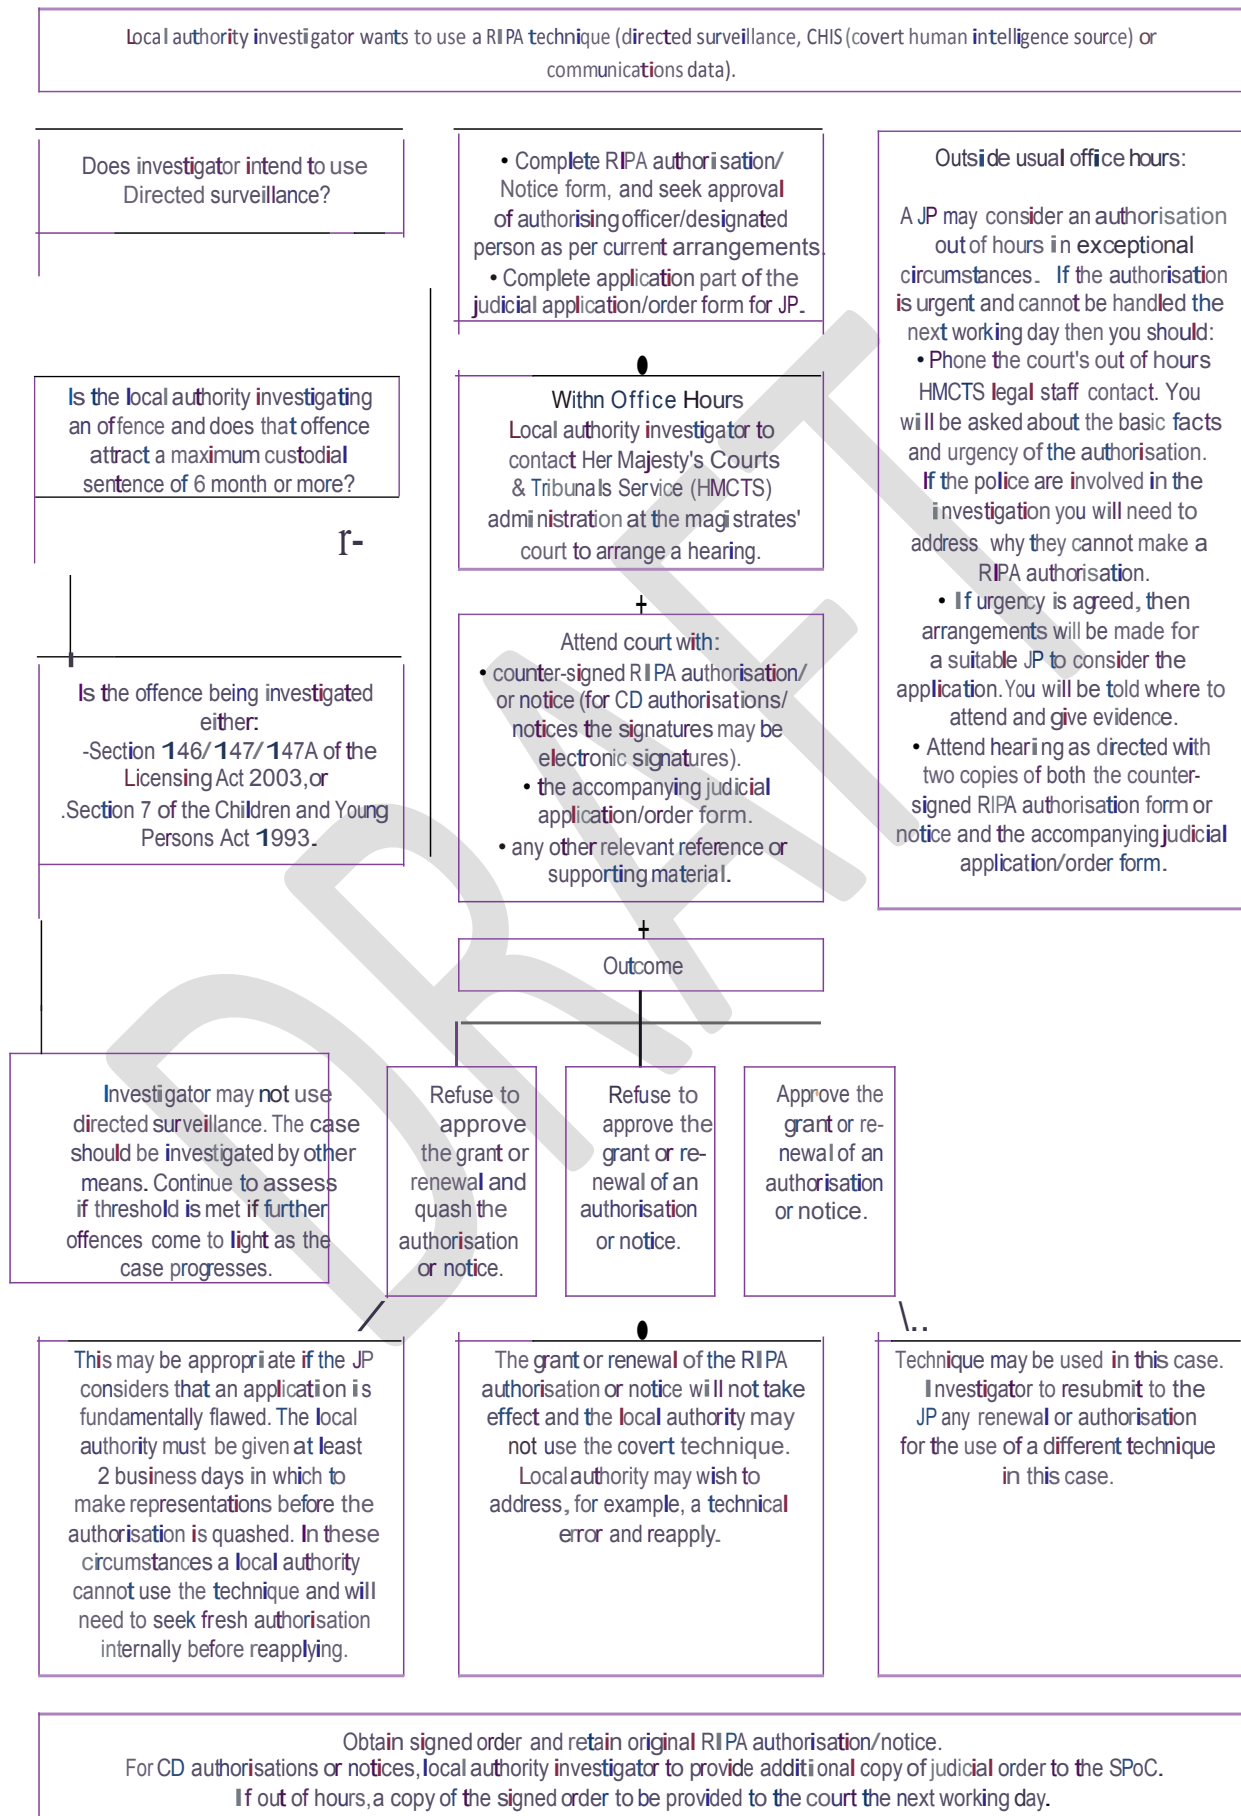 Local authority investigator wants to use a RIPA technique (directed surveillance, CHIS (covert human intelligence source) or
communications data).
Does investigator intend to use
Directed surveillance?
Is the local authority investigating
an offence and does that offence
attract a maximum custodial
sentence of 6 month or more?
r-
Is the offence being investigated
either:
-Section 146/147/147A of the
Licensing Act 2003,or
.Section 7 of the Children and Young
Persons Act 1993.
• Complete RIPA authorisation/
Notice form, and seek approval
of authorising officer/designated
person as per current arrangements.
• Complete application part of the
judicial application/order form for JP.
Withn Office Hours
Local authority investigator to
contact Her Majesty's Courts
& Tribunals Service (HMCTS)
administration at the magistrates'
court to arrange a hearing.
Attend court with:
• counter-signed RIPA authorisation/
or notice (for CD authorisations/
notices the signatures may be
electronic signatures).
• the accompanying judicial
application/order form.
• any other relevant reference or
supporting material.
Outside usual office hours:
A JP may consider an authorisation
out of hours in exceptional
circumstances. If the authorisation
is urgent and cannot be handled the
next working day then you should:
• Phone the court's out of hours
HMCTS legal staff contact. You
will be asked about the basic facts
and urgency of the authorisation.
If the police are involved in the
investigation you will need to
address why they cannot make a
RIPA authorisation.
• If urgency is agreed, then
arrangements will be made for
a suitable JP to consider the
application. You will be told where to
attend and give evidence.
• Attend hearing as directed with
two copies of both the counter-
signed RIPA authorisation form or
notice and the accompanying judicial
application/order form.
Outcome
Investigator may not use
directed surveillance. The case
should be investigated by other
means. Continue to assess
if threshold is met if further
offences come to light as the
case progresses.
Refuse to
approve
the grant or
renewal and
quash the
authorisation
or notice.
Refuse to
approve the
grant or re-
newal of an
authorisation
or notice.
Approve the
grant or re-
newal of an
authorisation
or notice.
This may be appropriate if the JP
considers that an application is
fundamentally flawed. The local
authority must be given at least
2 business days in which to
make representations before the
authorisation is quashed. In these
circumstances a local authority
cannot use the technique and will
need to seek fresh authorisation
internally before reapplying.
The grant or renewal of the RIPA
authorisation or notice will not take
effect and the local authority may
not use the covert technique.
Local authority may wish to
address, for example, a technical
error and reapply.
Technique may be used in this case.
Investigator to resubmit to the
JP any renewal or authorisation
for the use of a different technique
in this case.
Obtain signed order and retain original RIPA authorisation/notice.
For CD authorisations or notices, local authority investigator to provide additional copy of judicial order to the SPoC.
If out of hours, a copy of the signed order to be provided to the court the next working day.
DRAFT